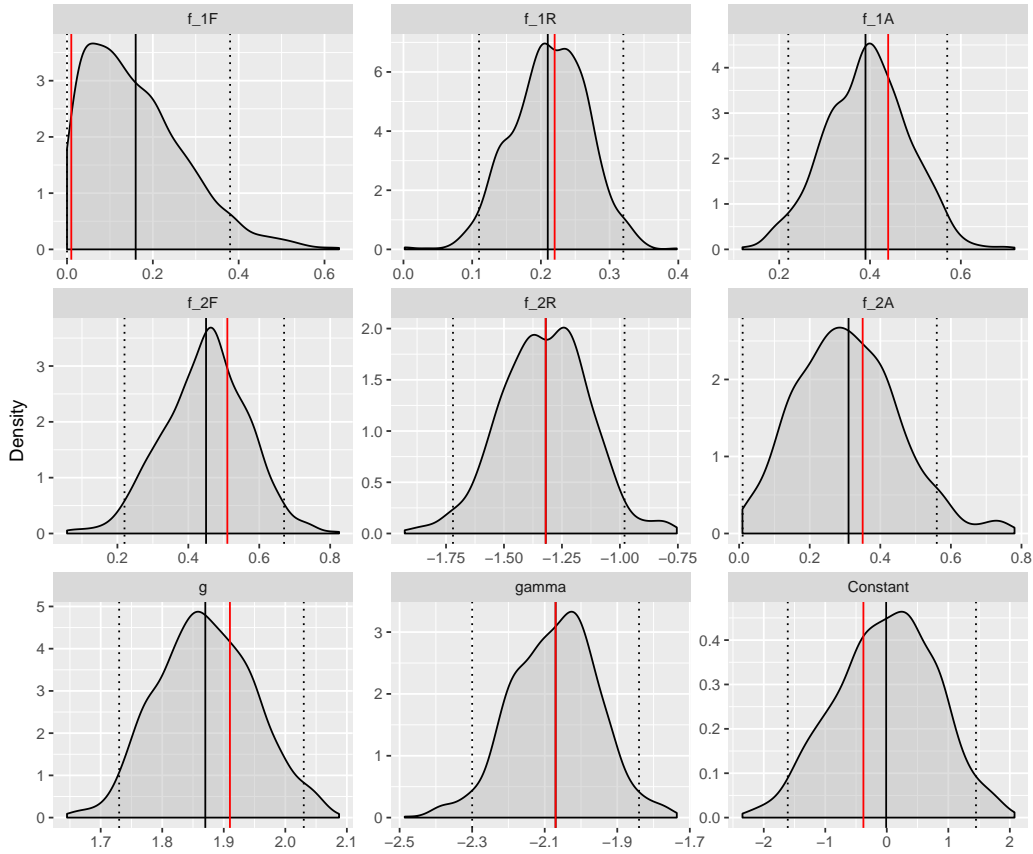 f_1F
f_1R
f_1A
3
2
1
0
6
4
2
0
4
3
2
1
0
0.0 0.2 0.4 0.6
0.0 0.1 0.2 0.3 0.4
0.2 0.4 0.6
f_2F
f_2R
f_2A
Density
3
2
1
0
2.0
1.5
1.0
0.5
0.0
2
1
0
0.2 0.4 0.6 0.8
−1.75 −1.50 −1.25 −1.00 −0.75
0.0 0.2 0.4 0.6 0.8
g
gamma
Constant
5
4
3
2
1
0
3
2
1
0
0.4
0.3
0.2
0.1
0.0
1.7 1.8 1.9 2.0 2.1
−2.5 −2.3 −2.1 −1.9 −1.7
−2 −1 0 1 2